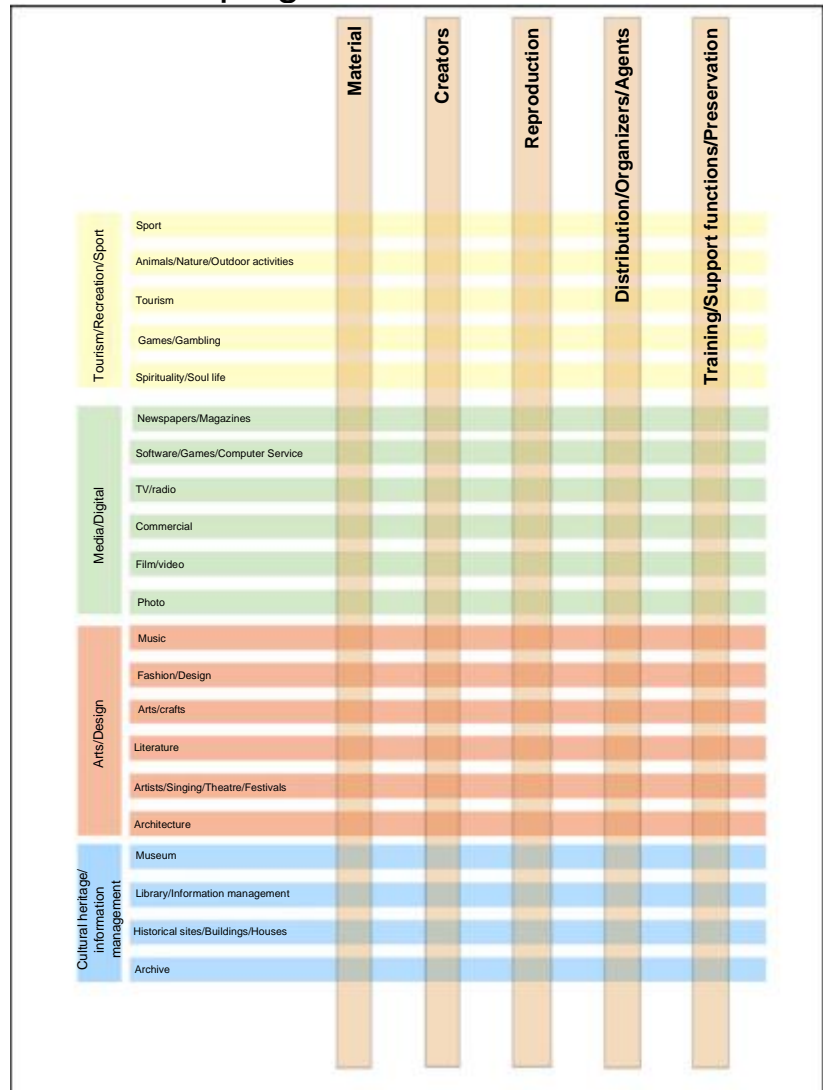 Material
Creators
Reproduction
Distribution/Organizers/Agents
Training/Support functions/Preservation
Tourism/Recreation/Sport
Sport
Animals/Nature/Outdoor activities
Tourism
Games/Gambling
Spirituality/Soul life
Media/Digital
Newspapers/Magazines
Software/Games/Computer Service
TV/radio
Commercial
Film/video
Photo
Arts/Design
Music
Fashion/Design
Arts/crafts
Literature
Artists/Singing/Theatre/Festivals
Architecture
Cultural heritage/
information
management
Museum
Library/Information management
Historical sites/Buildings/Houses
Archive